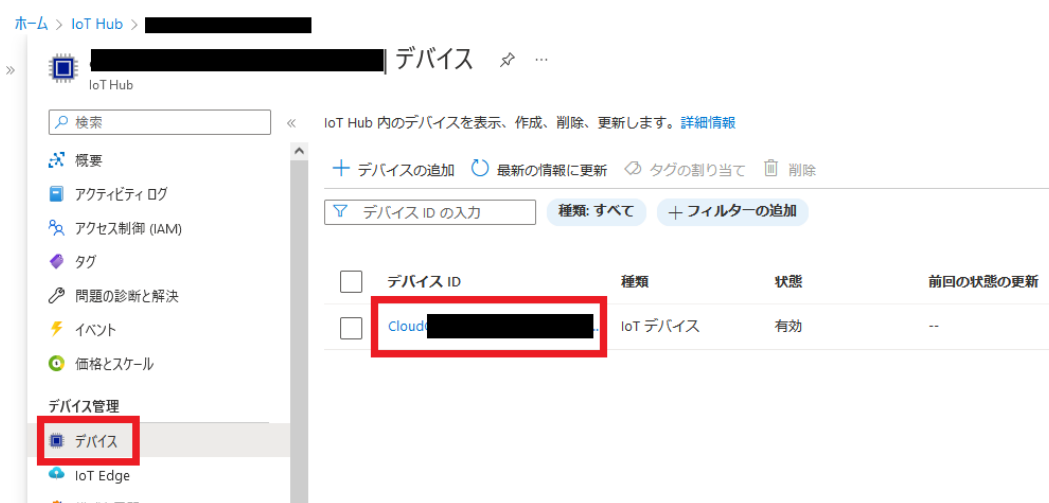 ホーム > IoT Hub >
デバイス
IoT Hub
検索
IoT Hub 内のデバイスを表示、作成、削除、更新します。詳細情報
概要
デバイスの追加 最新の情報に更新 タグの割り当て 削除
アクティビティ ログ
デバイス ID の入力 種類: すべて フィルターの追加
アクセス制御 (IAM)
タグ
デバイス ID 種類 状態 前回の状態の更新
問題の診断と解決
Cloud ... IoT デバイス 有効 --
イベント
価格とスケール
デバイス管理
デバイス
IoT Edge